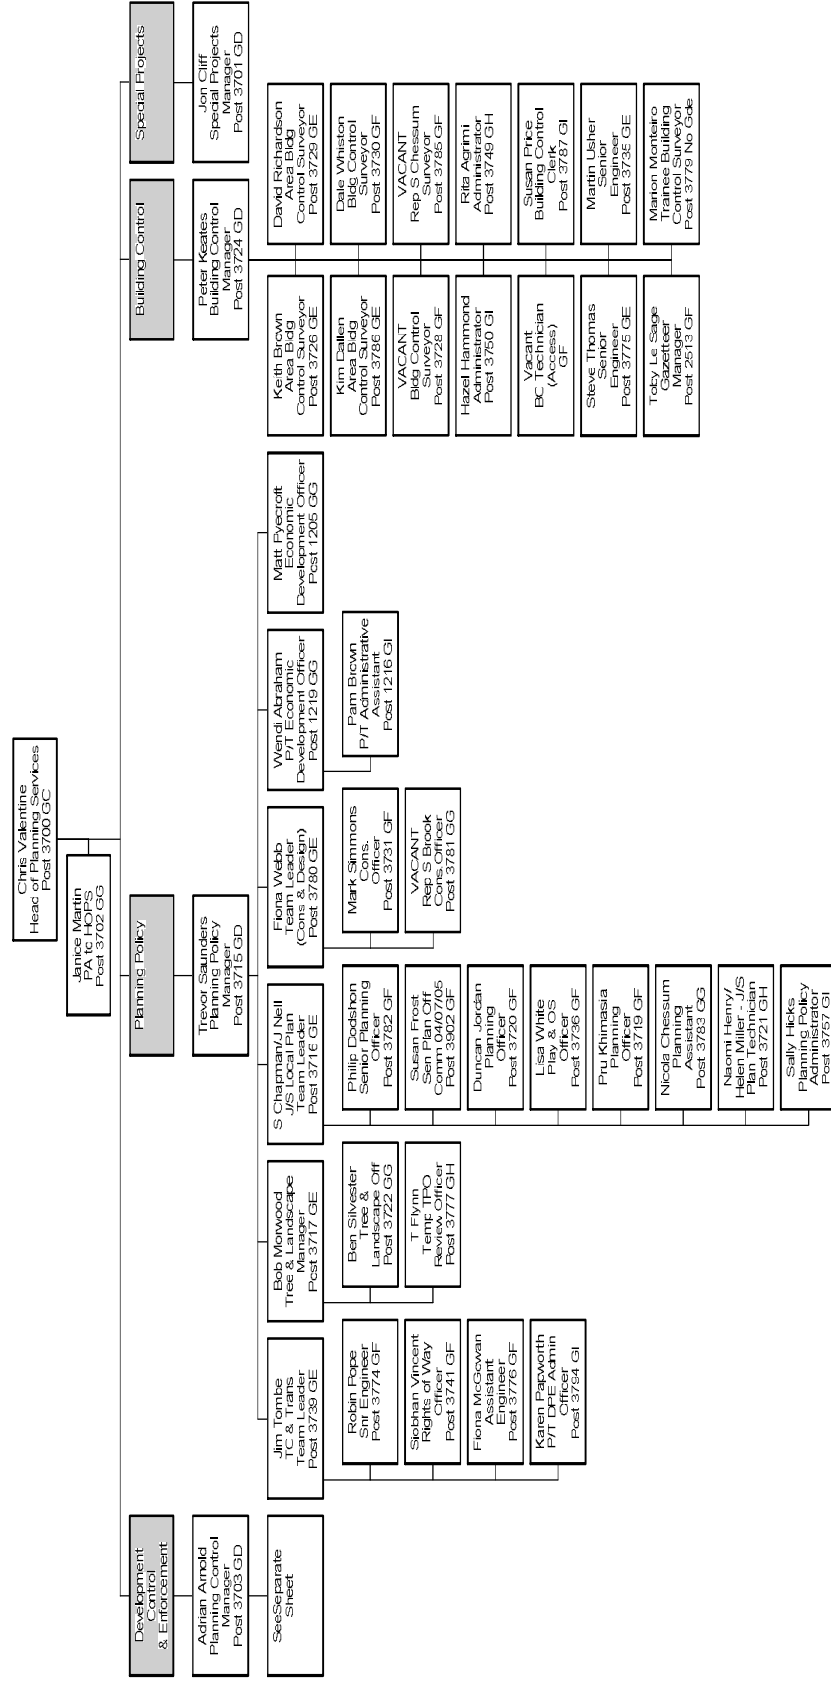 Chris Valentine
Head of Planning Services
Post 3700 GC
Janice Martin
PA to HOPS
Post 3702 GG
Development
Control
& Enforcement
Adrian Arnold
Planning Control
Manager
Post 3703 GD
SeeSeparate
Sheet
Planning Policy
Trevor Saunders
Planning Policy
Manager
Post 3715 GD
Jim Tombe
TC & Trans
Team Leader
Post 3739 GE
Robin Pope
Snr Engineer
Post 3774 GF
Siobhan Vincent
Rights of Way
Officer
Post 3741 GF
Fiona McGowan
Assistant
Engineer
Post 3776 GF
Karen Papworth
P/T DPE Admin
Officer
Post 3794 GI
Bob Morwood
Tree & Landscape
Manager
Post 3717 GE
Ben Silvester
Tree &
Landscape Off
Post 3722 GG
T Flynn
Temp TPO
Review Officer
Post 3777 GH
S Chapman/J Nell
J/S Local Plan
Team Leader
Post 3716 GE
Philip Dodshon
Senior Planning
Officer
Post 3782 GF
Susan Frost
Sen Plan Off
Comm 04/07/05
Post 3902 GF
Duncan Jordan
Planning
Officer
Post 3720 GF
Lisa White
Play & OS
Officer
Post 3736 GF
Pru Khimasia
Planning
Officer
Post 3719 GF
Nicola Chessum
Planning
Assistant
Post 3783 GG
Naomi Henry/
Helen Miller - J/S
Plan Technician
Post 3721 GH
Sally Hicks
Planning Policy
Administrator
Post 3757 GI
Fiona Webb
Team Leader
(Cons & Design)
Post 3780 GE
Mark Simmons
Cons.
Officer
Post 3731 GF
VACANT
Rep S Brook
Cons.Officer
Post 3781 GG
Wendi Abraham
P/T Economic
Development Officer
Post 1219 GG
Pam Brown
P/T Administrative
Assistant
Post 1216 GI
Matt Pyecroft
Economic
Development Officer
Post 1205 GG
Building Control
Peter Keates
Building Control
Manager
Post 3724 GD
Keith Brown
Area Bldg
Control Surveyor
Post 3726 GE
David Richardson
Area Bldg
Control Surveyor
Post 3729 GE
Kim Dallen
Area Bldg
Control Surveyor
Post 3786 GE
Dale Whiston
Bldg Control
Surveyor
Post 3730 GF
VACANT
Bldg Control
Surveyor
Post 3728 GF
VACANT
Rep S Chessum
Surveyor
Post 3785 GF
Hazel Hammond
Administrator
Post 3750 GI
Rita Agrimi
Administrator
Post 3749 GH
Vacant
BC Technician
(Access)
GF
Susan Price
Building Control
Clerk
Post 3787 GI
Steve Thomas
Senior
Engineer
Post 3775 GE
Martin Usher
Senior
Engineer
Post 3735 GE
Toby Le Sage
Gazetteer
Manager
Post 2513 GF
Marion Monteiro
Trainee Building
Control Surveyor
Post 3779 No Gde
Special Projects
Jon Cliff
Special Projects
Manager
Post 3701 GD